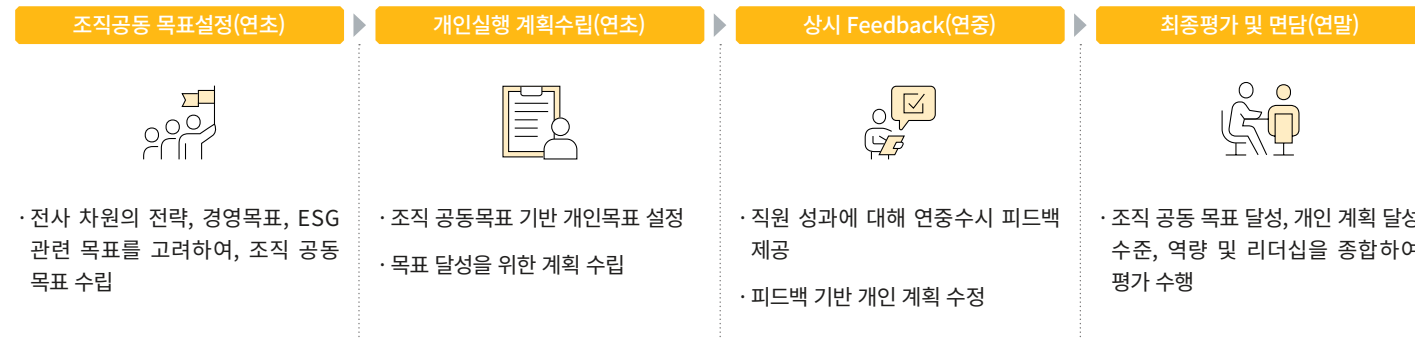 조직공동 목표설정(연초)
개인실행 계획수립(연초)
상시 Feedback(연중)
최종평가 및 면담(연말)
· 전사 차원의 전략, 경영목표, ESG
관련 목표를 고려하여, 조직 공동
목표 수립
· 조직 공동목표 기반 개인목표 설정
· 목표 달성을 위한 계획 수립
· 직원 성과에 대해 연중수시 피드백
제공
· 피드백 기반 개인 계획 수정
· 조직 공동 목표 달성, 개인 계획 달성
수준, 역량 및 리더십을 종합하여
평가 수행